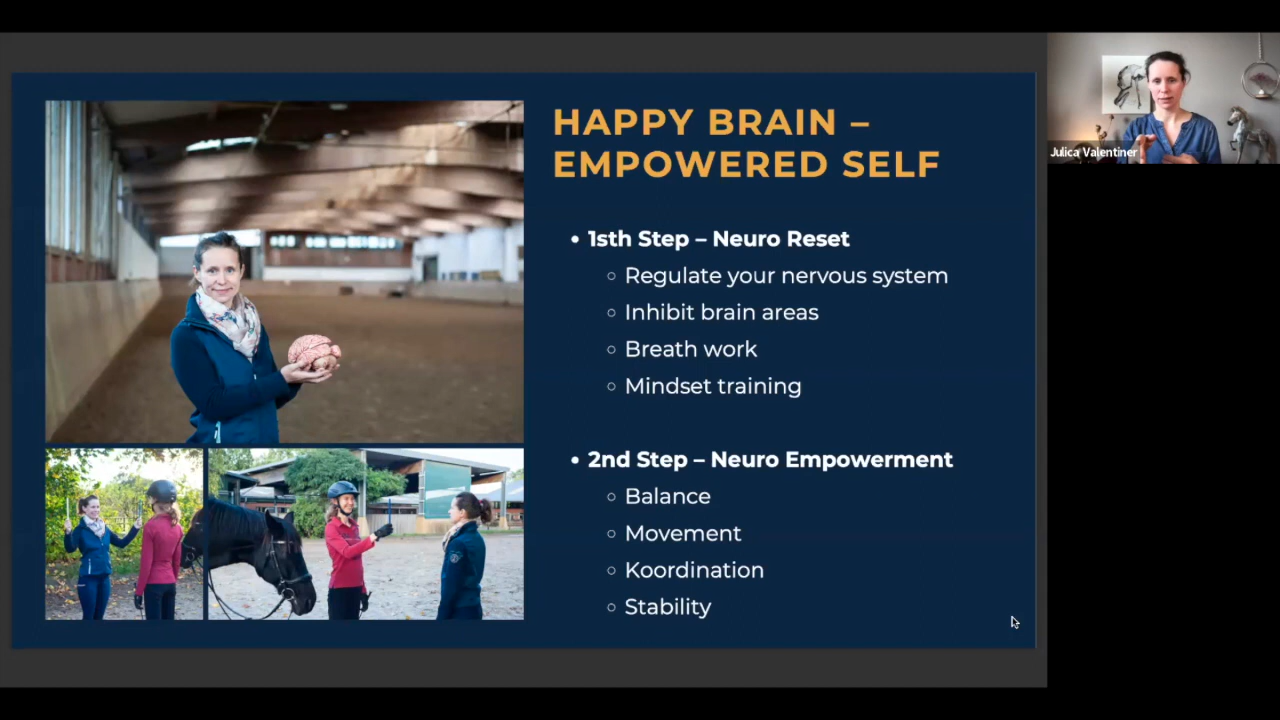 HAPPY BRAIN –
EMPOWERED SELF
• 1sth Step – Neuro Reset
○ Regulate your nervous system
○ Inhibit brain areas
○ Breath work
○ Mindset training
• 2nd Step – Neuro Empowerment
○ Balance
○ Movement
○ Koordination
○ Stability
Julica Valentiner